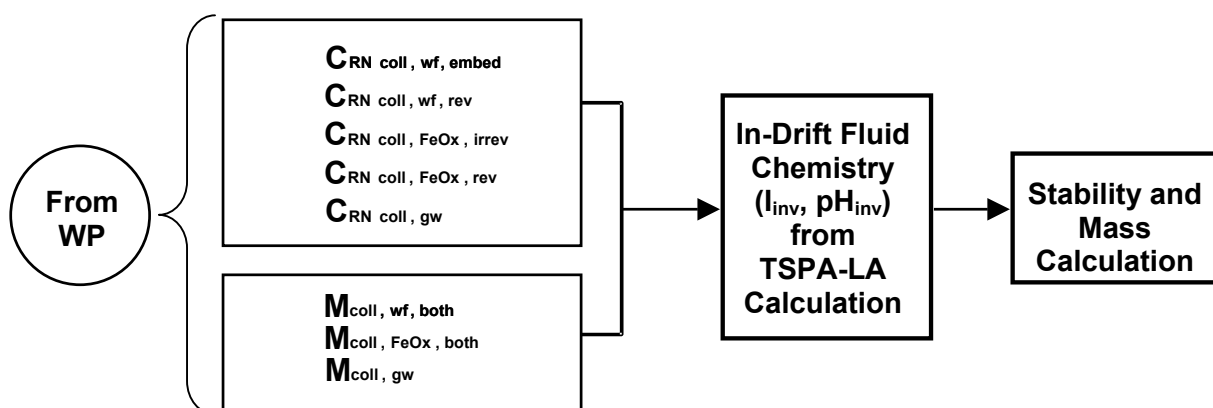 From
WP
C RN coll, wf, embed
C RN coll, wf, rev
C RN coll, FeOx, irrev
C RN coll, FeOx, rev
C RN coll, gw
M coll, wf, both
M coll, FeOx, both
M coll, gw
In-Drift Fluid
Chemistry
(Iinv, pHinv)
from
TSPA-LA
Calculation
Stability and
Mass
Calculation